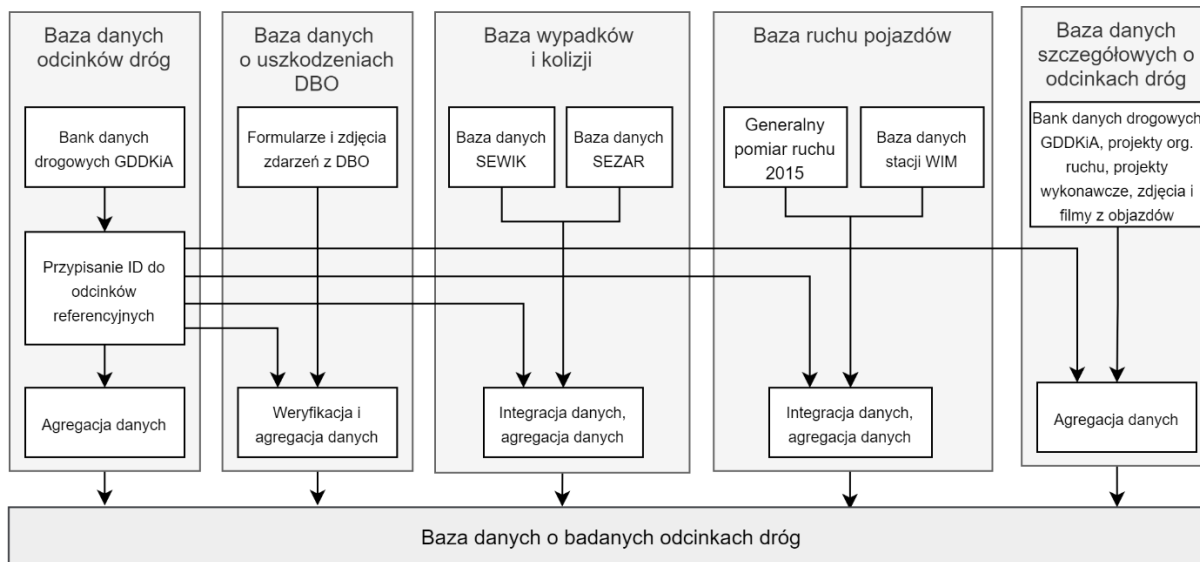 Baza danych
odcinków dróg
Bank danych
drogowych GDDKiA
Przypisanie ID do
odcinków
referencyjnych
Agregacja danych
Baza danych
o uszkodzeniach
DBO
Formularze i zdjęcia
zdarzeń z DBO
Weryfikacja i
agregacja danych
Baza wypadków
i kolizji
Baza danych
SEWIK
Baza danych
SEZAR
Integracja danych,
agregacja danych
Baza ruchu pojazdów
Generalny
pomiar ruchu
2015
Baza danych
stacji WIM
Integracja danych,
agregacja danych
Baza danych
szczegółowych o
odcinkach dróg
Bank danych drogowych
GDDKiA, projekty org.
ruchu, projekty
wykonawcze, zdjęcia i
filmy z objazdów
Agregacja danych
Baza danych o badanych odcinkach dróg